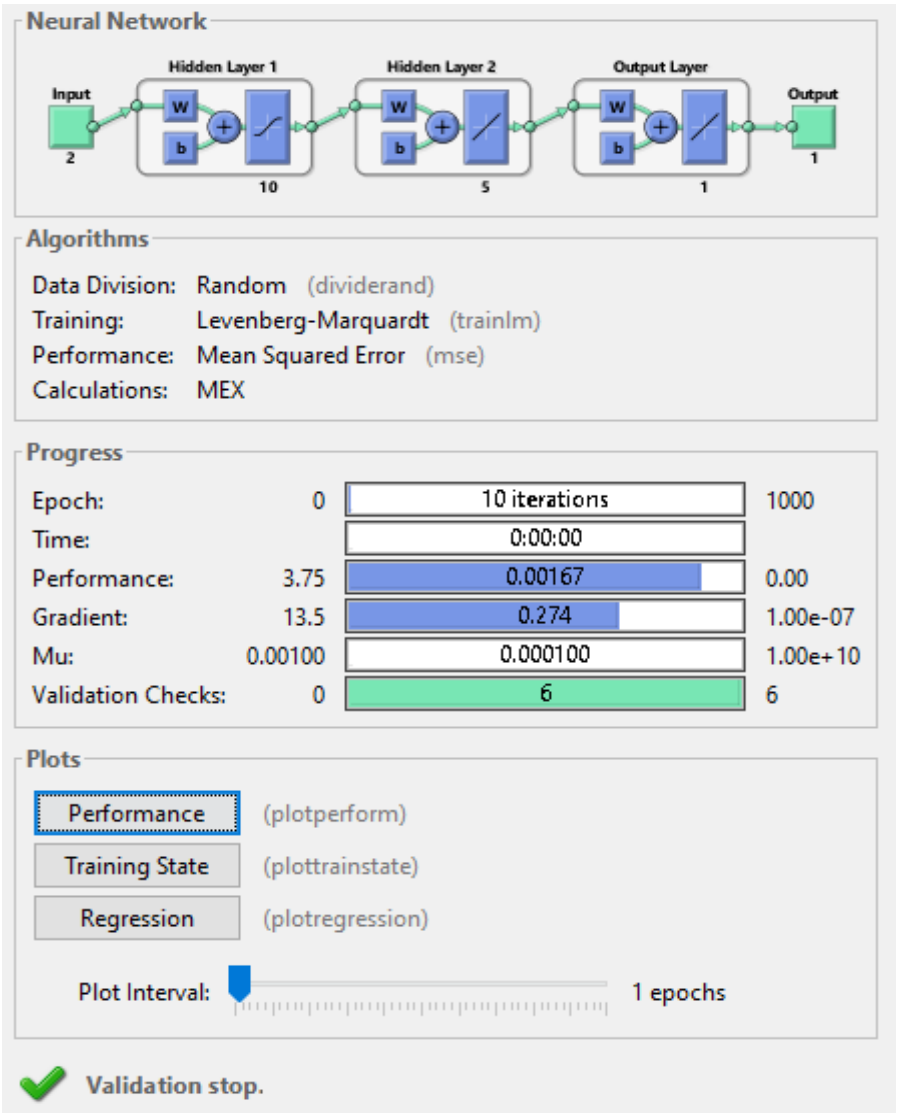 Neural Network
Hidden Layer 1 Hidden Layer 2 Output Layer
Input Output
W W W
+ + +
b b b
2 1
10 5 1
Algorithms
Data Division: Random (dividerand)
Training: Levenberg-Marquardt (trainlm)
Performance: Mean Squared Error (mse)
Calculations: MEX
Progress
Epoch: 0 10 iterations 1000
Time: 0:00:00
Performance: 3.75 0.00167 0.00
Gradient: 13.5 0.274 1.00e-07
Mu: 0.00100 0.000100 1.00e+10
Validation Checks: 0 6 6
Plots
Performance (plotperform)
Training State (plottrainstate)
Regression (plotregression)
Plot Interval: 1 epochs
Validation stop.